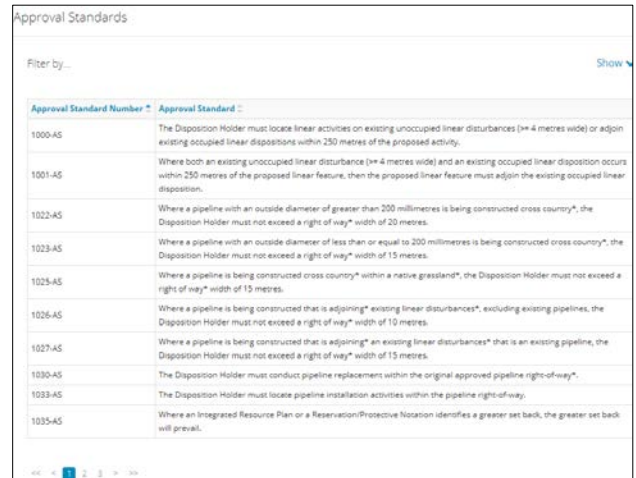 Approval Standards
Filter by...
Show
Approval Standard Number Approval Standard
1000-AS
The Disposition Holder must locate linear activities on existing unoccupied linear disturbances (>= 4 metres wide) or adjoin
existing occupied linear dispositions within 250 metres of the proposed activity.
1001-AS
Where both an existing unoccupied linear disturbance (>= 4 metres wide) and an existing occupied linear disposition occurs
within 250 metres of the proposed linear feature, then the proposed linear feature must adjoin the existing occupied linear
disposition.
1022-AS
Where a pipeline with an outside diameter of greater than 200 millimetres is being constructed cross country*, the
Disposition Holder must not exceed a right of way* width of 20 metres.
1023-AS
Where a pipeline with an outside diameter of less than or equal to 200 millimetres is being constructed cross country*, the
Disposition Holder must not exceed a right of way* width of 15 metres.
1025-AS
Where a pipeline is being constructed cross country* within a native grassland*, the Disposition Holder must not exceed a
right of way* width of 15 metres.
1026-AS
Where a pipeline is being constructed that is adjoining* existing linear disturbances*, excluding existing pipelines, the
Disposition Holder must not exceed a right of way* width of 10 metres.
1027-AS
Where a pipeline is being constructed that is adjoining* an existing linear disturbances* that is an existing pipeline, the
Disposition Holder must not exceed a right of way* width of 15 metres.
1030-AS
The Disposition Holder must conduct pipeline replacement within the original approved pipeline right-of-way*.
1033-AS
The Disposition Holder must locate pipeline installation activities within the pipeline right-of-way.
1035-AS
Where an Integrated Resource Plan or a Reservation/Protective Notation identifies a greater set back, the greater set back
will prevail.
<< < 1 2 3 > >>